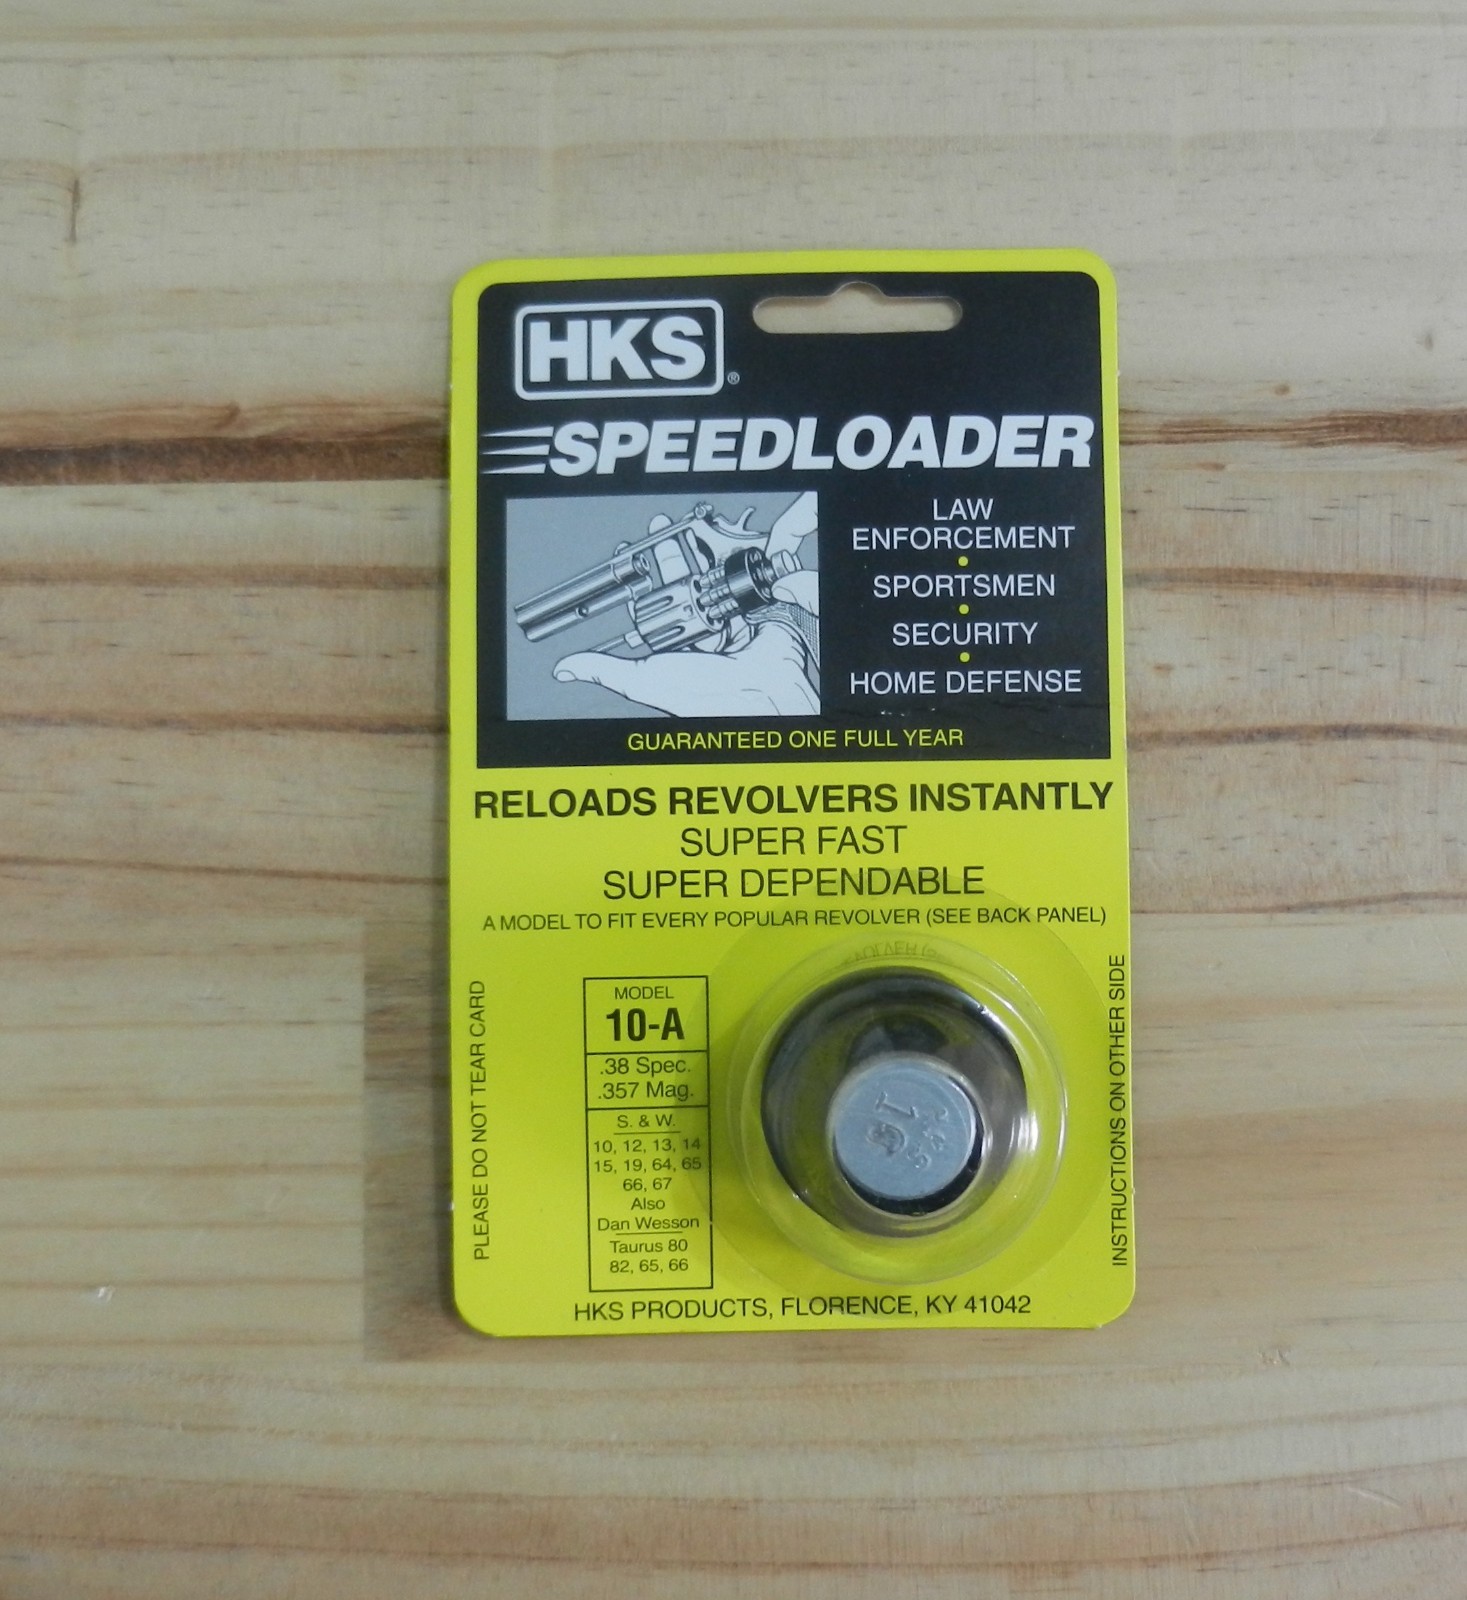 HKS®
SPEEDLOADER
LAW
ENFORCEMENT
•
SPORTSMEN
•
SECURITY
•
HOME DEFENSE
GUARANTEED ONE FULL YEAR
RELOADS REVOLVERS INSTANTLY
SUPER FAST
SUPER DEPENDABLE
A MODEL TO FIT EVERY POPULAR REVOLVER (SEE BACK PANEL)
PLEASE DO NOT TEAR CARD
MODEL
10-A
.38 Spec.
.357 Mag.
S. & W.
10, 12, 13, 14
15, 19, 64, 65
66, 67
Also
Dan Wesson
Taurus 80
82, 65, 66
INSTRUCTIONS ON OTHER SIDE
HKS PRODUCTS, FLORENCE, KY 41042